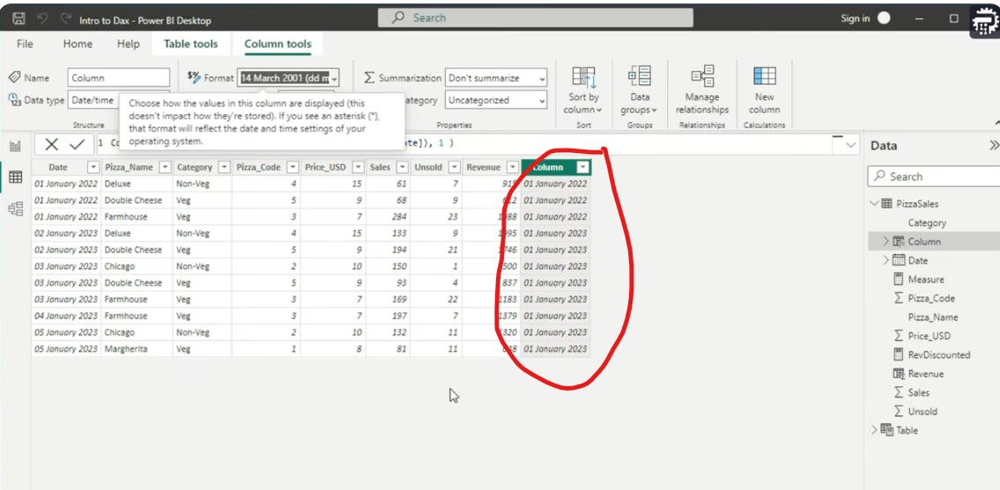 Intro to Dax - Power BI Desktop
Search
Sign in
File Home Help Table tools Column tools
Name Column
$% Format 14 March 2001 (dd m
Summarization Don't summarize
Data type Date/time
Uncategorized
Sort by column
Data groups
Manage relationships
New column
Structure
Properties
Sort
Groups
Relationships
Calculations
Choose how the values in this column are displayed (this
doesn't impact how they're stored). If you see an asterisk (*),
that format will reflect the date and time settings of your
operating system.
1 Co
ate]), 1 )
Date Pizza_Name Category Pizza_Code Price_USD Sales Unsold Revenue Column
01 January 2022 Deluxe Non-Veg 4 15 61 7 915 01 January 2022
01 January 2022 Double Cheese Veg 5 9 68 9 01 January 2022
01 January 2022 Farmhouse Veg 3 7 284 23 1988 01 January 2022
02 January 2023 Deluxe Non-Veg 4 15 133 9 1995 01 January 2023
02 January 2023 Double Cheese Veg 5 9 194 21 1746 01 January 2023
03 January 2023 Chicago Non-Veg 2 10 150 1 1500 01 January 2023
03 January 2023 Double Cheese Veg 5 9 93 4 837 01 January 2023
03 January 2023 Farmhouse Veg 3 7 169 22 1183 01 January 2023
04 January 2023 Farmhouse Veg 3 7 197 7 1379 01 January 2023
05 January 2023 Chicago Non-Veg 2 10 132 11 1320 01 January 2023
05 January 2023 Margherita Veg 1 8 81 11 01 January 2023
Data
Search
PizzaSales
Category
Column
Date
Measure
Pizza_Code
Pizza_Name
Price_USD
RevDiscounted
Revenue
Sales
Unsold
Table